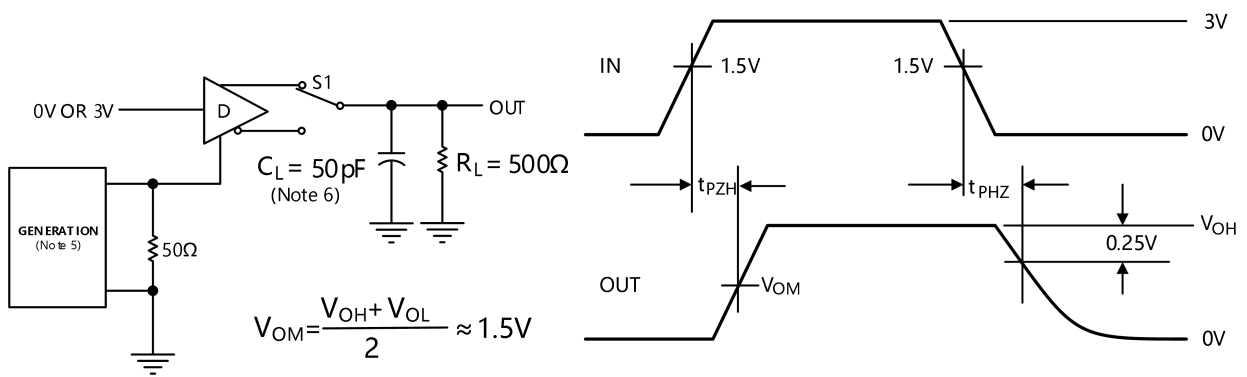 0V OR 3V
D
S1
OUT
C_L = 50pF
(Note 6)
R_L = 500Ω
GENERATION
(Note 5)
50Ω
V_OM = (V_OH + V_OL) / 2 ≈ 1.5V
IN
1.5V
1.5V
3V
0V
t_PZH
t_PHZ
V_OH
0.25V
OUT
V_OM
0V